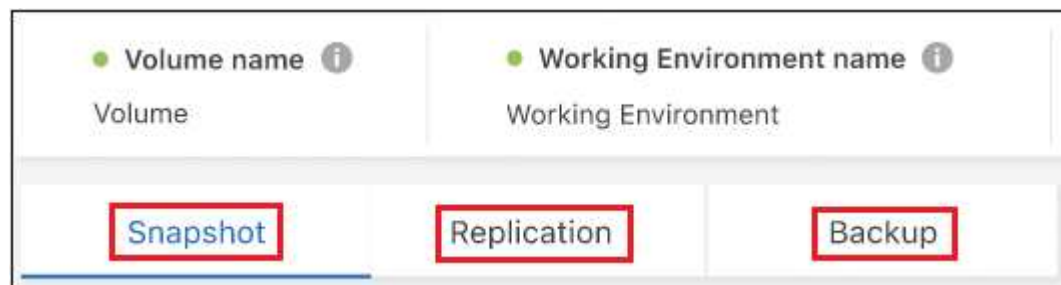 Volume name
Working Environment name
Volume
Working Environment
Snapshot
Replication
Backup